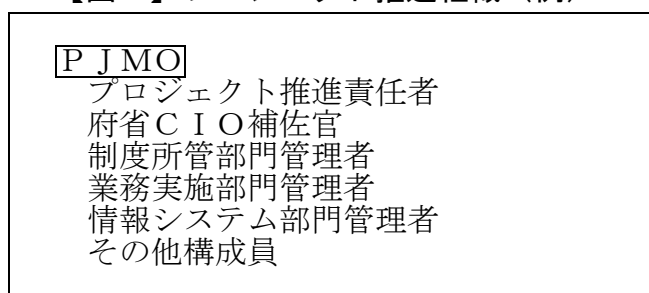 ＰＪＭＯ
プロジェクト推進責任者
府省ＣＩＯ補佐官
制度所管部門管理者
業務実施部門管理者
情報システム部門管理者
その他構成員